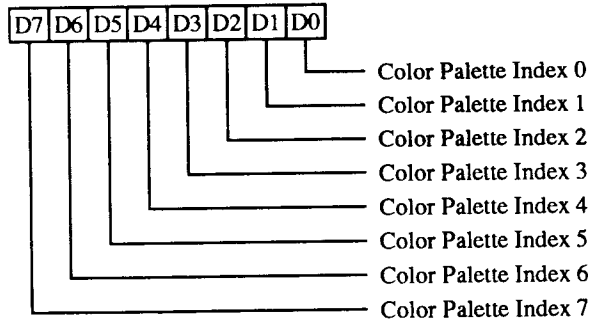 D7 D6 D5 D4 D3 D2 D1 D0
Color Palette Index 0
Color Palette Index 1
Color Palette Index 2
Color Palette Index 3
Color Palette Index 4
Color Palette Index 5
Color Palette Index 6
Color Palette Index 7